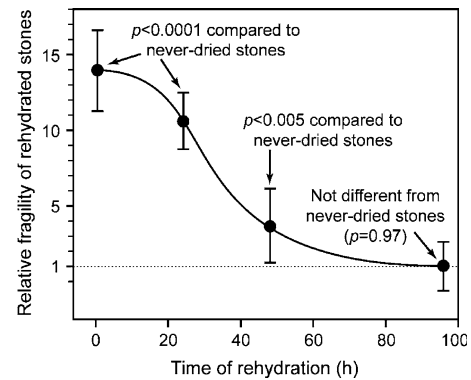 p<0.0001 compared to
never-dried stones
p<0.005 compared to
never-dried stones
Not different from
never-dried stones
(p=0.97)
Relative fragility of rehydrated stones
15
10
5
1
0
20
40
60
80
100
Time of rehydration (h)